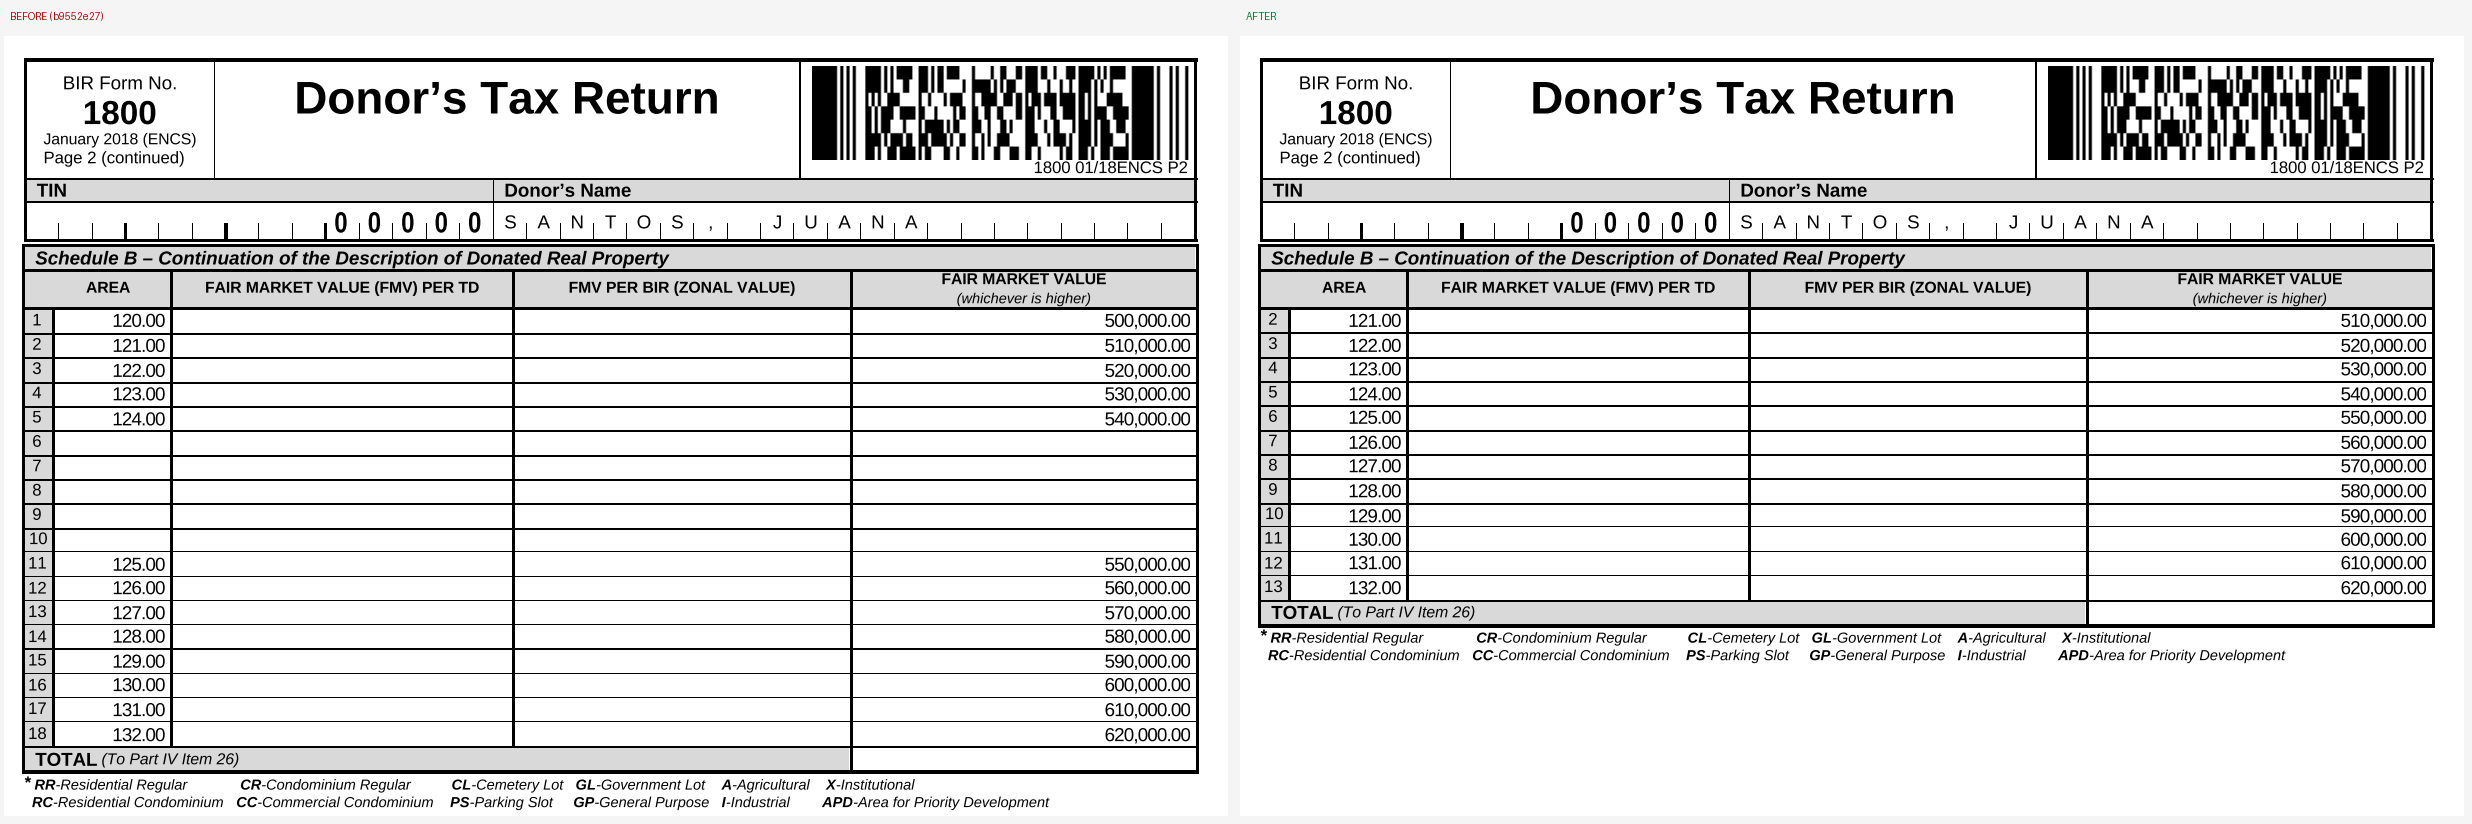 BEFORE (b9552e27)
BIR Form No.
1800
January 2018 (ENCS)
Page 2 (continued)
Donor’s Tax Return
1800 01/18ENCS P2
TIN Donor’s Name
0 0 0 0 0 S A N T O S , J U A N A
Schedule B – Continuation of the Description of Donated Real Property
AREA FAIR MARKET VALUE (FMV) PER TD FMV PER BIR (ZONAL VALUE) FAIR MARKET VALUE
(whichever is higher)
1 120.00 500,000.00
2 121.00 510,000.00
3 122.00 520,000.00
4 123.00 530,000.00
5 124.00 540,000.00
6
7
8
9
10
11 125.00 550,000.00
12 126.00 560,000.00
13 127.00 570,000.00
14 128.00 580,000.00
15 129.00 590,000.00
16 130.00 600,000.00
17 131.00 610,000.00
18 132.00 620,000.00
TOTAL (To Part IV Item 26)
* RR-Residential Regular CR-Condominium Regular CL-Cemetery Lot GL-Government Lot A-Agricultural X-Institutional
RC-Residential Condominium CC-Commercial Condominium PS-Parking Slot GP-General Purpose I-Industrial APD-Area for Priority Development
AFTER
BIR Form No.
1800
January 2018 (ENCS)
Page 2 (continued)
Donor’s Tax Return
1800 01/18ENCS P2
TIN Donor’s Name
0 0 0 0 0 S A N T O S , J U A N A
Schedule B – Continuation of the Description of Donated Real Property
AREA FAIR MARKET VALUE (FMV) PER TD FMV PER BIR (ZONAL VALUE) FAIR MARKET VALUE
(whichever is higher)
2 121.00 510,000.00
3 122.00 520,000.00
4 123.00 530,000.00
5 124.00 540,000.00
6 125.00 550,000.00
7 126.00 560,000.00
8 127.00 570,000.00
9 128.00 580,000.00
10 129.00 590,000.00
11 130.00 600,000.00
12 131.00 610,000.00
13 132.00 620,000.00
TOTAL (To Part IV Item 26)
* RR-Residential Regular CR-Condominium Regular CL-Cemetery Lot GL-Government Lot A-Agricultural X-Institutional
RC-Residential Condominium CC-Commercial Condominium PS-Parking Slot GP-General Purpose I-Industrial APD-Area for Priority Development